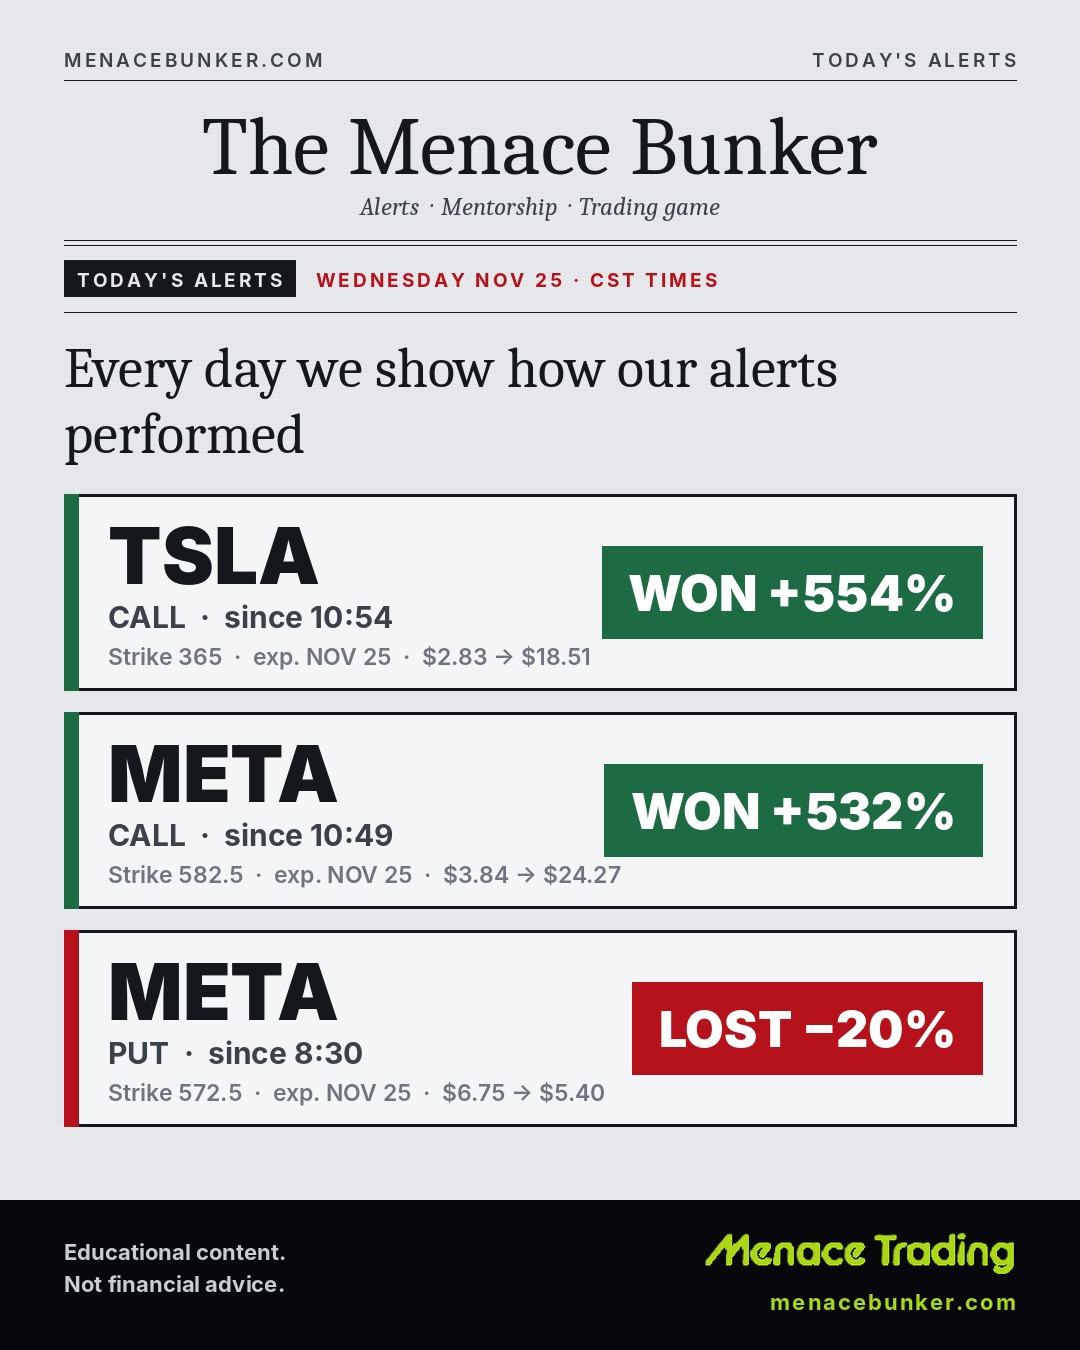 MENACEBUNKER.COM
TODAY'S ALERTS
The Menace Bunker
Alerts · Mentorship · Trading game
TODAY'S ALERTS
WEDNESDAY NOV 25 · CST TIMES
Every day we show how our alerts
performed
TSLA
CALL · since 10:54
Strike 365 · exp. NOV 25 · $2.83 → $18.51
WON +554%
META
CALL · since 10:49
Strike 582.5 · exp. NOV 25 · $3.84 → $24.27
WON +532%
META
PUT · since 8:30
Strike 572.5 · exp. NOV 25 · $6.75 → $5.40
LOST −20%
Educational content.
Not financial advice.
Menace Trading
menacebunker.com